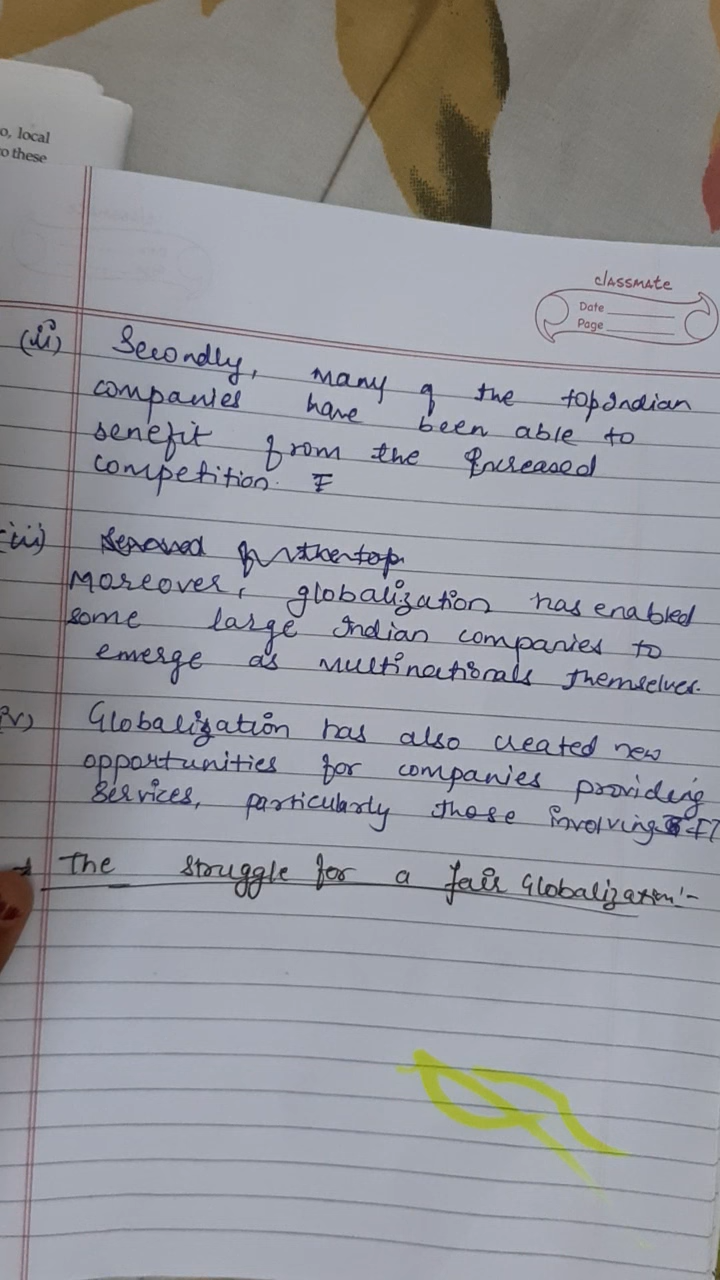 o, local
o these
classmate
Date
Page
(ii) Secondly, many of the top Indian
companies have been able to
benefit from the increased
competition.
iii)
Moreover, globalization has enabled
some large Indian companies to
emerge as multinationals themselves.
iv) Globalization has also created new
opportunities for companies providing
services, particularly those involving IT
The struggle for a fair Globalization:-